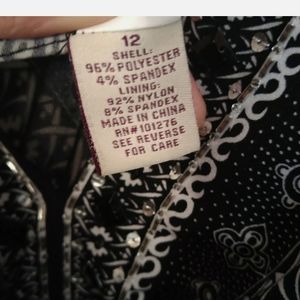 12
SHELL:
96% POLYESTER
4% SPANDEX
LINING:
92% NYLON
8% SPANDEX
MADE IN CHINA
RN#101276
SEE REVERSE
FOR CARE